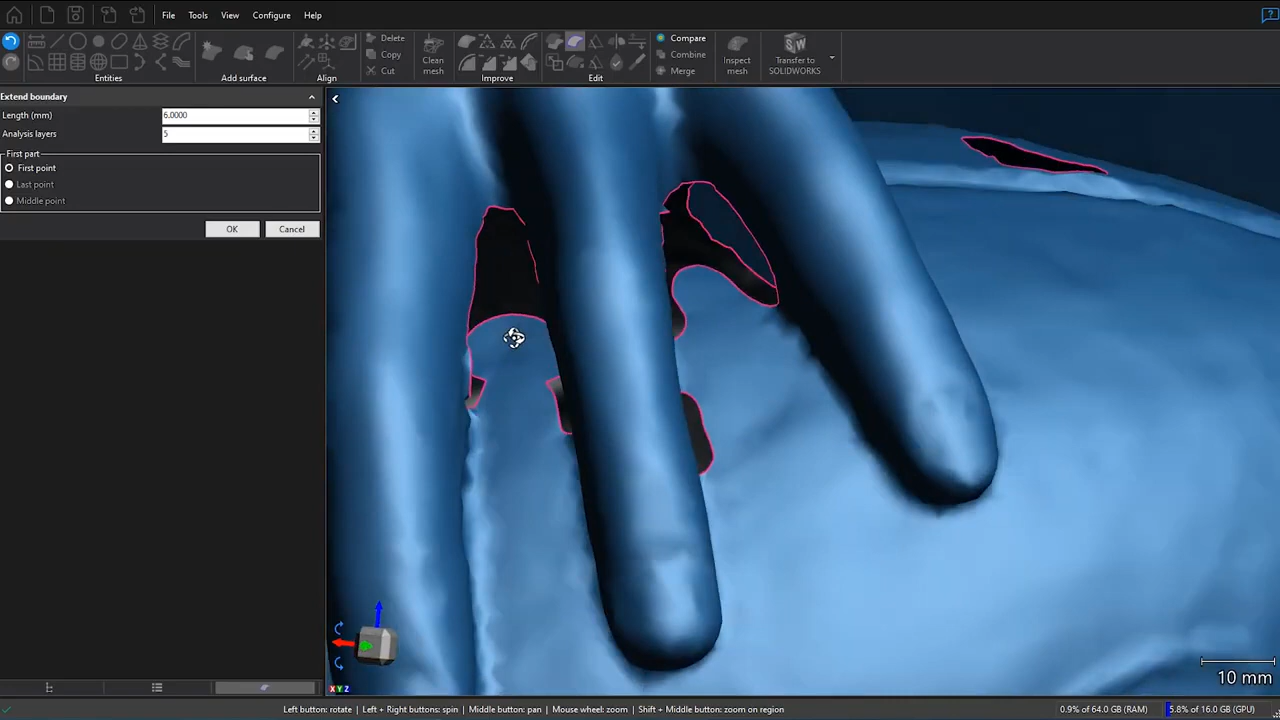 File Tools View Configure Help
Delete
Copy
Cut
Clean
mesh
Compare
Combine
Merge
Inspect
mesh
Transfer to
SOLIDWORKS
Entities
Add surface
Align
Improve
Edit
Extend boundary
Length (mm) 6.0000
Analysis layers 5
First part
First point
Last point
Middle point
OK Cancel
10 mm
XYZ
Left button: rotate | Left + Right buttons: spin | Middle button: pan | Mouse wheel: zoom | Shift + Middle button: zoom on region
0.9% of 64.0 GB (RAM) 5.8% of 16.0 GB (GPU)